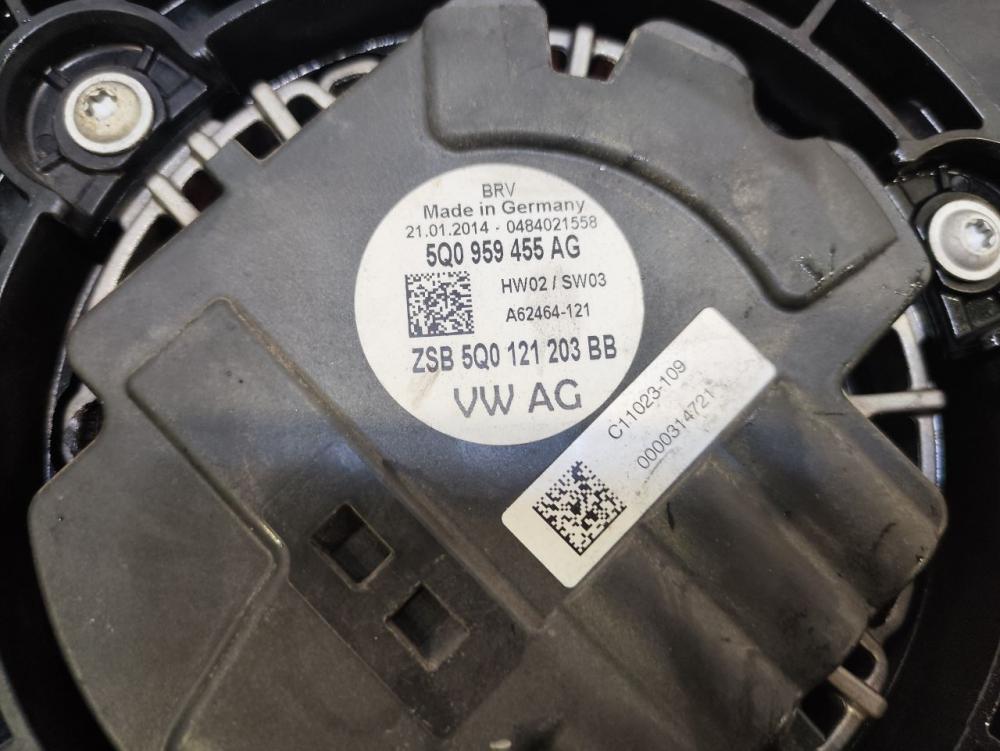 BRV
Made in Germany
21.01.2014 - 0484021558
5Q0 959 455 AG
HW02 / SW03
A62464-121
ZSB 5Q0 121 203 BB
VW AG
C11023-109
0000314721